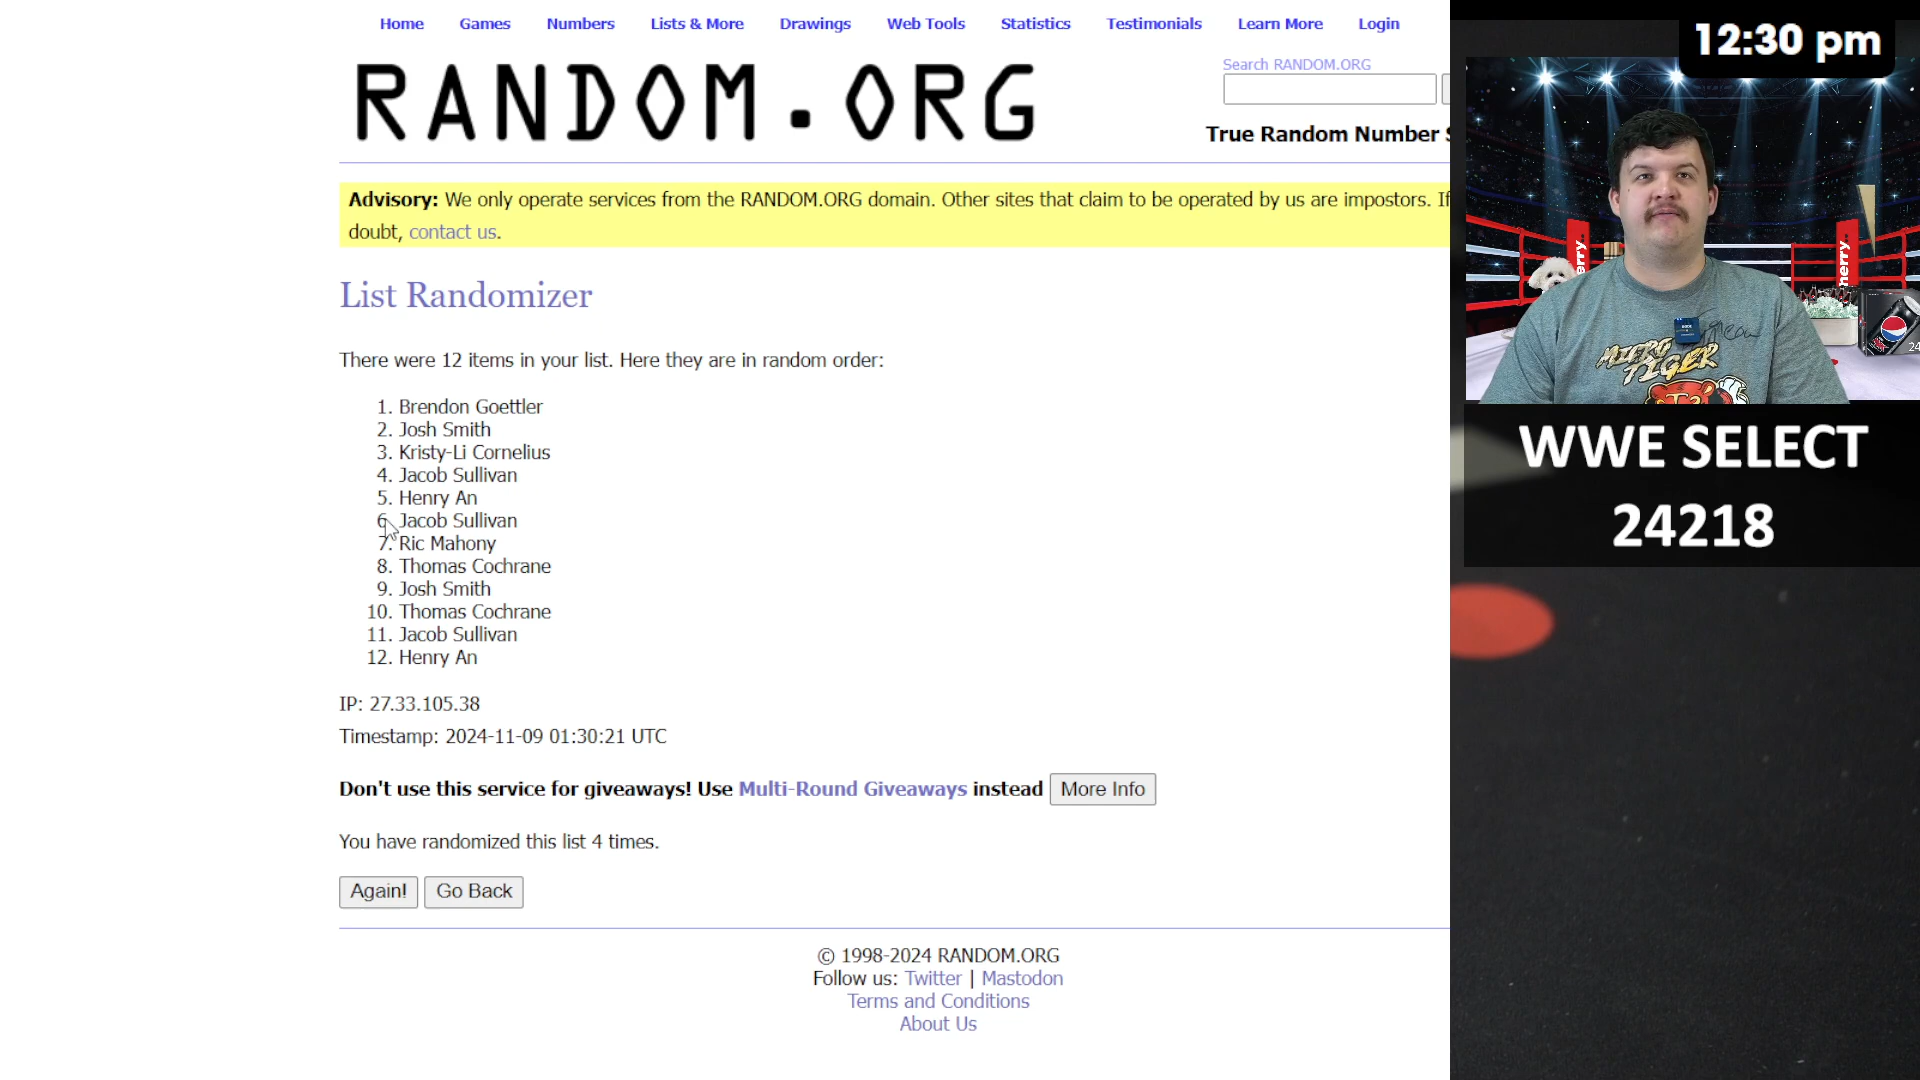 Home Games Numbers Lists & More Drawings Web Tools Statistics Testimonials Learn More Login
12:30 pm
RANDOM.ORG
Search RANDOM.ORG
True Random Number S
Advisory: We only operate services from the RANDOM.ORG domain. Other sites that claim to be operated by us are impostors. If
doubt, contact us.
List Randomizer
There were 12 items in your list. Here they are in random order:
1. Brendon Goettler
2. Josh Smith
3. Kristy-Li Cornelius
4. Jacob Sullivan
5. Henry An
6. Jacob Sullivan
7. Ric Mahony
8. Thomas Cochrane
9. Josh Smith
10. Thomas Cochrane
11. Jacob Sullivan
12. Henry An
IP: 27.33.105.38
Timestamp: 2024-11-09 01:30:21 UTC
Don't use this service for giveaways! Use Multi-Round Giveaways instead More Info
You have randomized this list 4 times.
Again! Go Back
© 1998-2024 RANDOM.ORG
Follow us: Twitter | Mastodon
Terms and Conditions
About Us
erry.
herry.
24
MICRO
TIGER
WWE SELECT
24218